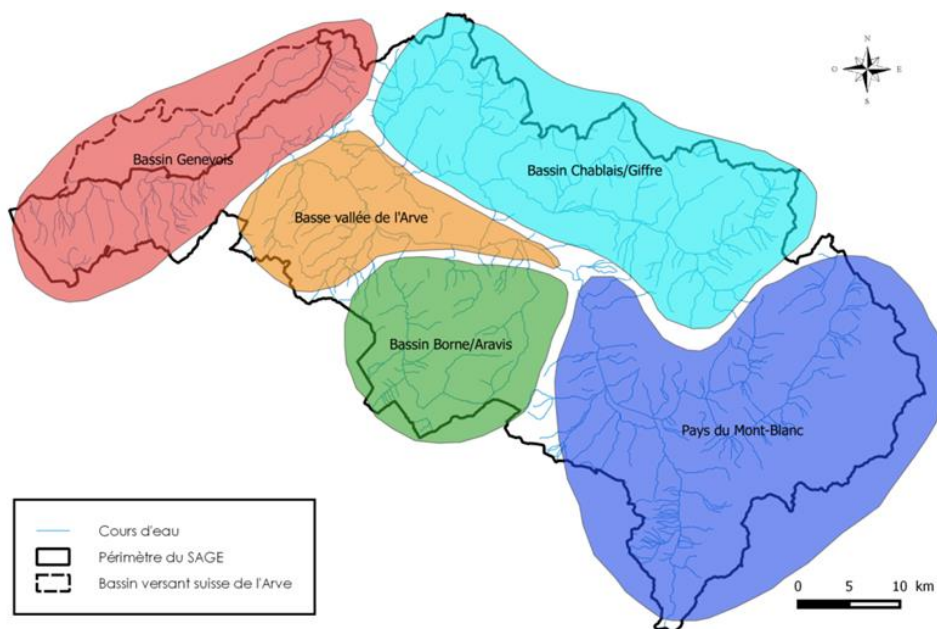 N
O
E
S
Bassin Genevois
Bassin Chablais/Giffre
Basse vallée de l'Arve
Bassin Borne/Aravis
Pays du Mont-Blanc
Cours d'eau
Périmètre du SAGE
Bassin versant suisse de l'Arve
0 5 10 km